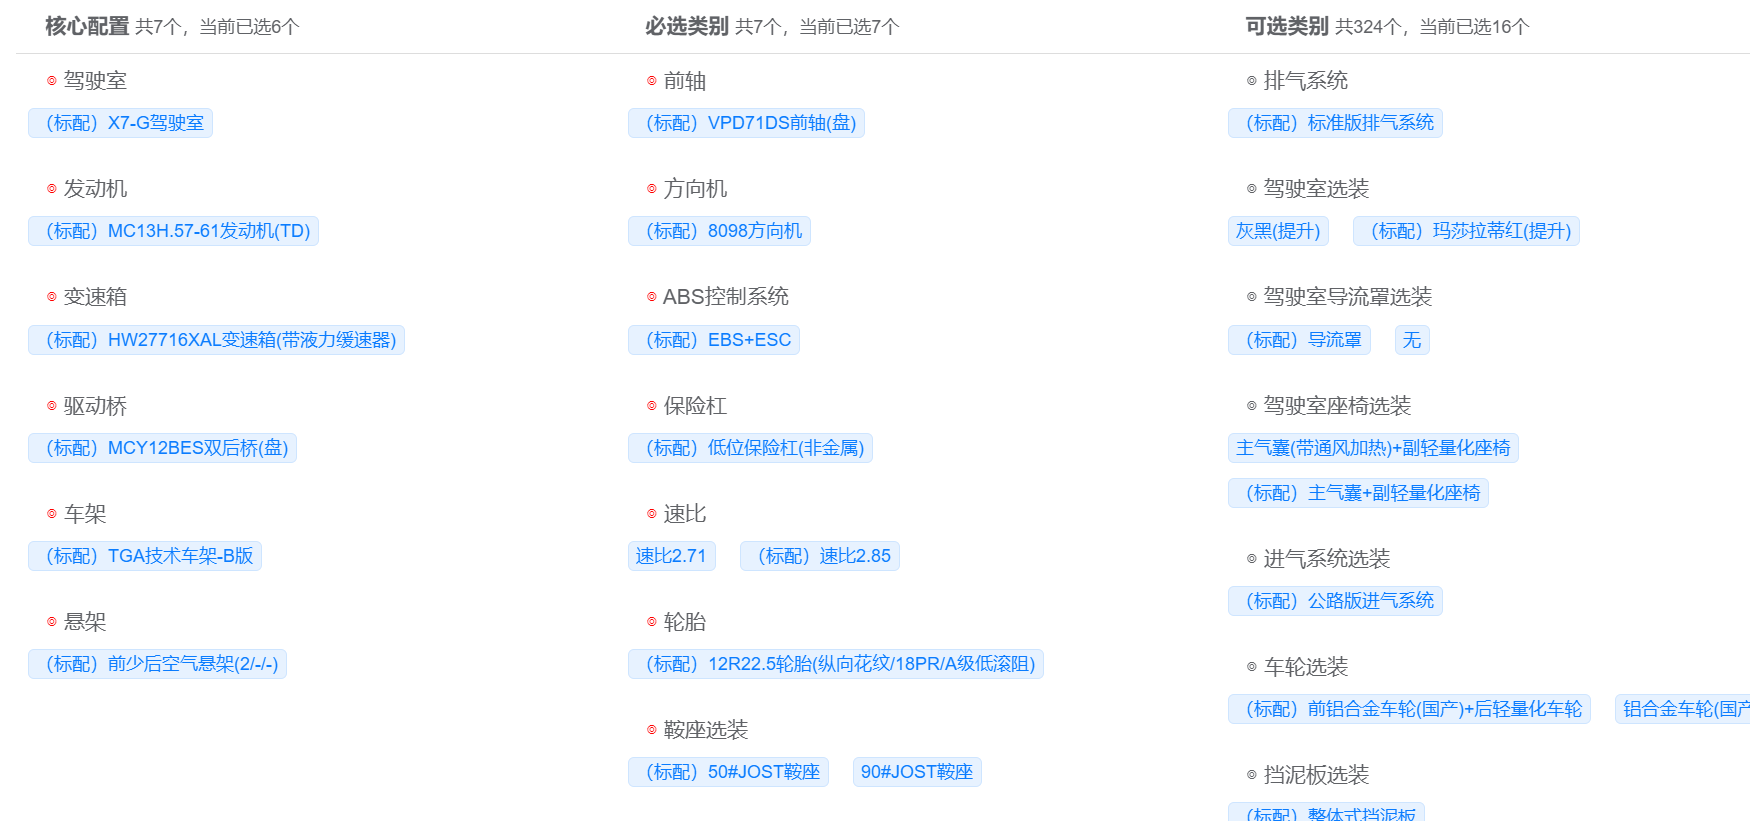 核心配置 共7个，当前已选6个
驾驶室
（标配）X7-G驾驶室
发动机
（标配）MC13H.57-61发动机(TD)
变速箱
（标配）HW27716XAL变速箱(带液力缓速器)
驱动桥
（标配）MCY12BES双后桥(盘)
车架
（标配）TGA技术车架-B版
悬架
（标配）前少后空气悬架(2/-/-)
必选类别 共7个，当前已选7个
前轴
（标配）VPD71DS前轴(盘)
方向机
（标配）8098方向机
ABS控制系统
（标配）EBS+ESC
保险杠
（标配）低位保险杠(非金属)
速比
速比2.71 （标配）速比2.85
轮胎
（标配）12R22.5轮胎(纵向花纹/18PR/A级低滚阻)
鞍座选装
（标配）50#JOST鞍座 90#JOST鞍座
可选类别 共324个，当前已选16个
排气系统
（标配）标准版排气系统
驾驶室选装
灰黑(提升) （标配）玛莎拉蒂红(提升)
驾驶室导流罩选装
（标配）导流罩 无
驾驶室座椅选装
主气囊(带通风加热)+副轻量化座椅
（标配）主气囊+副轻量化座椅
进气系统选装
（标配）公路版进气系统
车轮选装
（标配）前铝合金车轮(国产)+后轻量化车轮 铝合金车轮(国产
挡泥板选装
（标配）整体式挡泥板